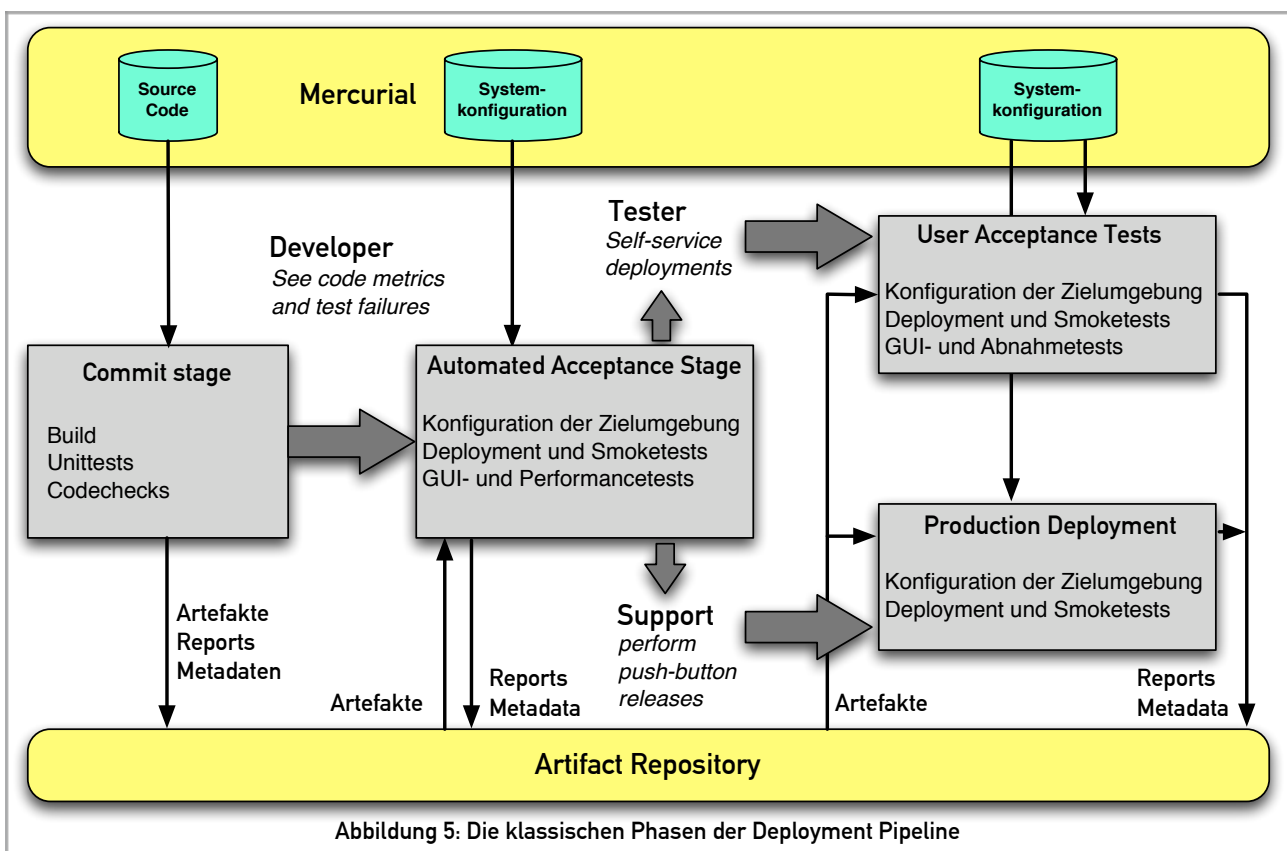 Source
Code
Mercurial
System-
konfiguration
System-
konfiguration
Developer
See code metrics
and test failures
Tester
Self-service
deployments
User Acceptance Tests
Konfiguration der Zielumgebung
Deployment und Smoketests
GUI- und Abnahmetests
Commit stage
Build
Unittests
Codechecks
Automated Acceptance Stage
Konfiguration der Zielumgebung
Deployment und Smoketests
GUI- und Performancetests
Production Deployment
Konfiguration der Zielumgebung
Deployment und Smoketests
Support
perform
push-button
releases
Artefakte
Reports
Metadaten
Artefakte
Reports
Metadata
Artefakte
Reports
Metadata
Artifact Repository
Abbildung 5: Die klassischen Phasen der Deployment Pipeline